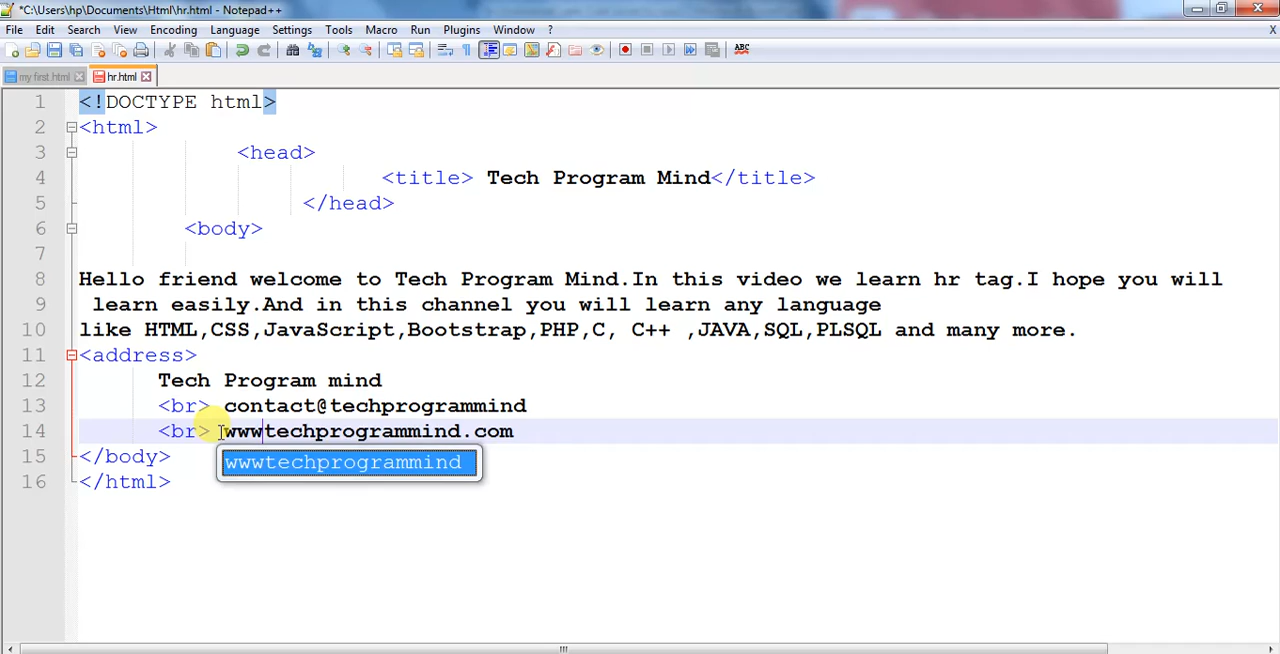 *C:\Users\hp\Documents\Html\hr.html - Notepad++
File Edit Search View Encoding Language Settings Tools Macro Run Plugins Window ? X
ABC
my first.html hr.html
1 <!DOCTYPE html>
2 <html>
3 <head>
4 <title> Tech Program Mind</title>
5 </head>
6 <body>
7
8 Hello friend welcome to Tech Program Mind.In this video we learn hr tag.I hope you will
9 learn easily.And in this channel you will learn any language
10 like HTML,CSS,JavaScript,Bootstrap,PHP,C, C++ ,JAVA,SQL,PLSQL and many more.
11 <address>
12 Tech Program mind
13 <br> contact@techprogrammind
14 <br> wwwtechprogrammind.com
15 </body>
wwwtechprogrammind
16 </html>